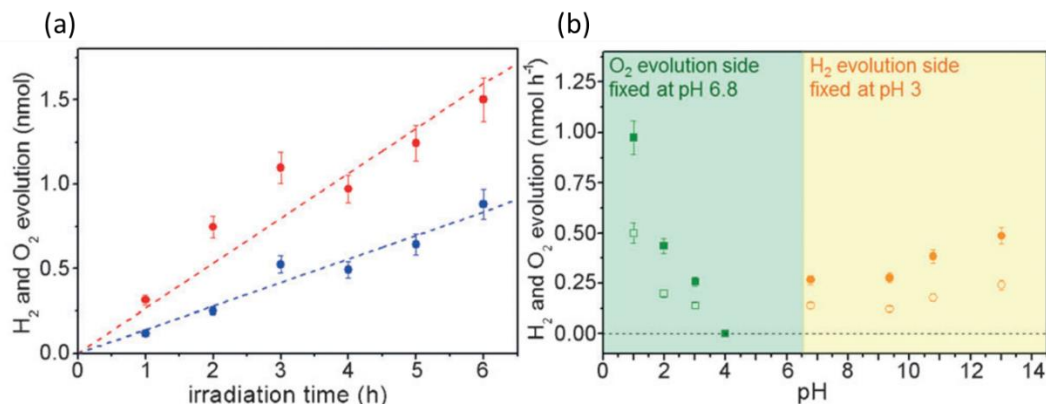 (a)
H₂ and O₂ evolution (nmol)
1.5
1.0
0.5
0.0
1 2 3 4 5 6
irradiation time (h)
(b)
H₂ and O₂ evolution (nmol h⁻¹)
1.25
1.00
0.75
0.50
0.25
0.00
O₂ evolution side
fixed at pH 6.8
H₂ evolution side
fixed at pH 3
0 2 4 6 8 10 12 14
pH